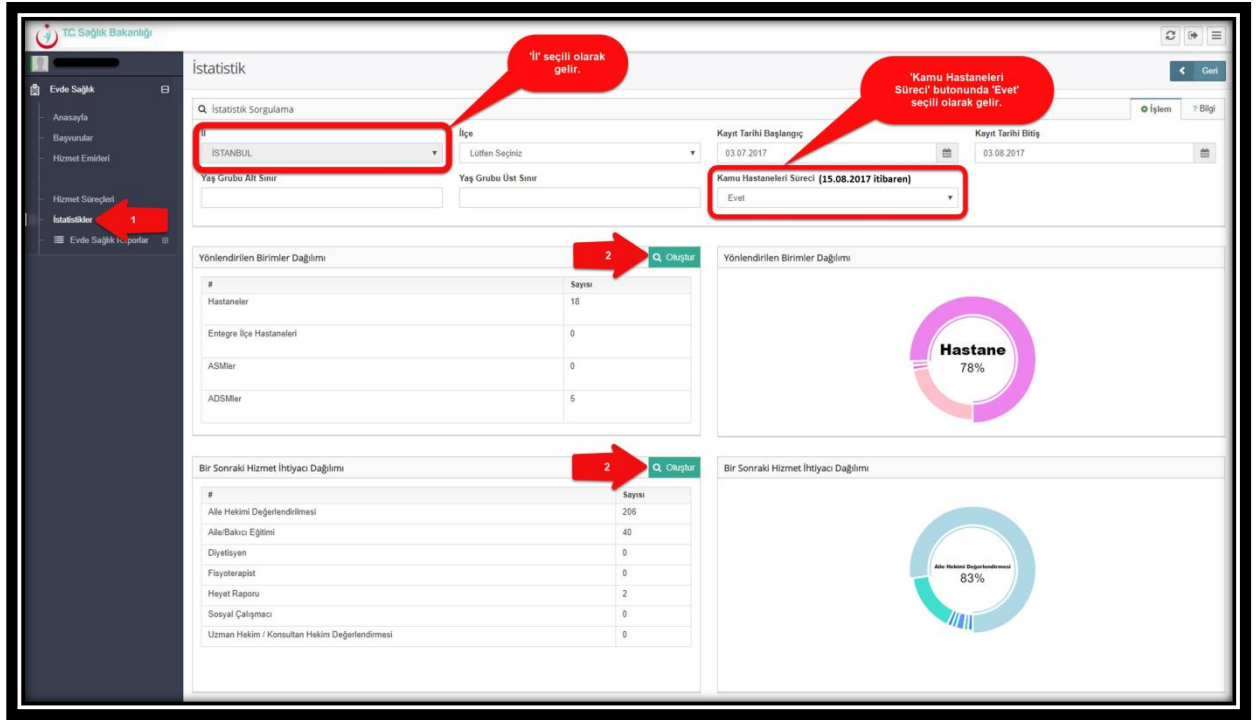 T.C. Sağlık Bakanlığı
'İl' seçili olarak
gelir.
İstatistik
Geri
'Kamu Hastaneleri
Süreci' butonunda 'Evet'
seçili olarak gelir.
Evde Sağlık
Anasayfa
Başvurular
Hizmet Emirleri
Hizmet Süreçleri
İstatistikler
1
Evde Sağlık Raporlar
İstatistik Sorgulama
İşlem
? Bilgi
İl
İlçe
Kayıt Tarihi Başlangıç
Kayıt Tarihi Bitiş
İSTANBUL
Lütfen Seçiniz
03.07.2017
03.08.2017
Yaş Grubu Alt Sınır
Yaş Grubu Üst Sınır
Kamu Hastaneleri Süreci (15.08.2017 itibaren)
Evet
Yönlendirilen Birimler Dağılımı
2
Oluştur
# Sayısı
Hastaneler 18
Entegre İlçe Hastaneleri 0
ASMler 0
ADSMler 5
Yönlendirilen Birimler Dağılımı
Hastane
78%
Bir Sonraki Hizmet İhtiyacı Dağılımı
2
Oluştur
# Sayısı
Aile Hekimi Değerlendirilmesi 206
Aile/Bakıcı Eğitimi 40
Diyetisyen 0
Fisyoterapist 0
Heyet Raporu 2
Sosyal Çalışmacı 0
Uzman Hekim / Konsultan Hekim Değerlendirmesi 0
Bir Sonraki Hizmet İhtiyacı Dağılımı
Aile Hekimi Değerlendirmesi
83%